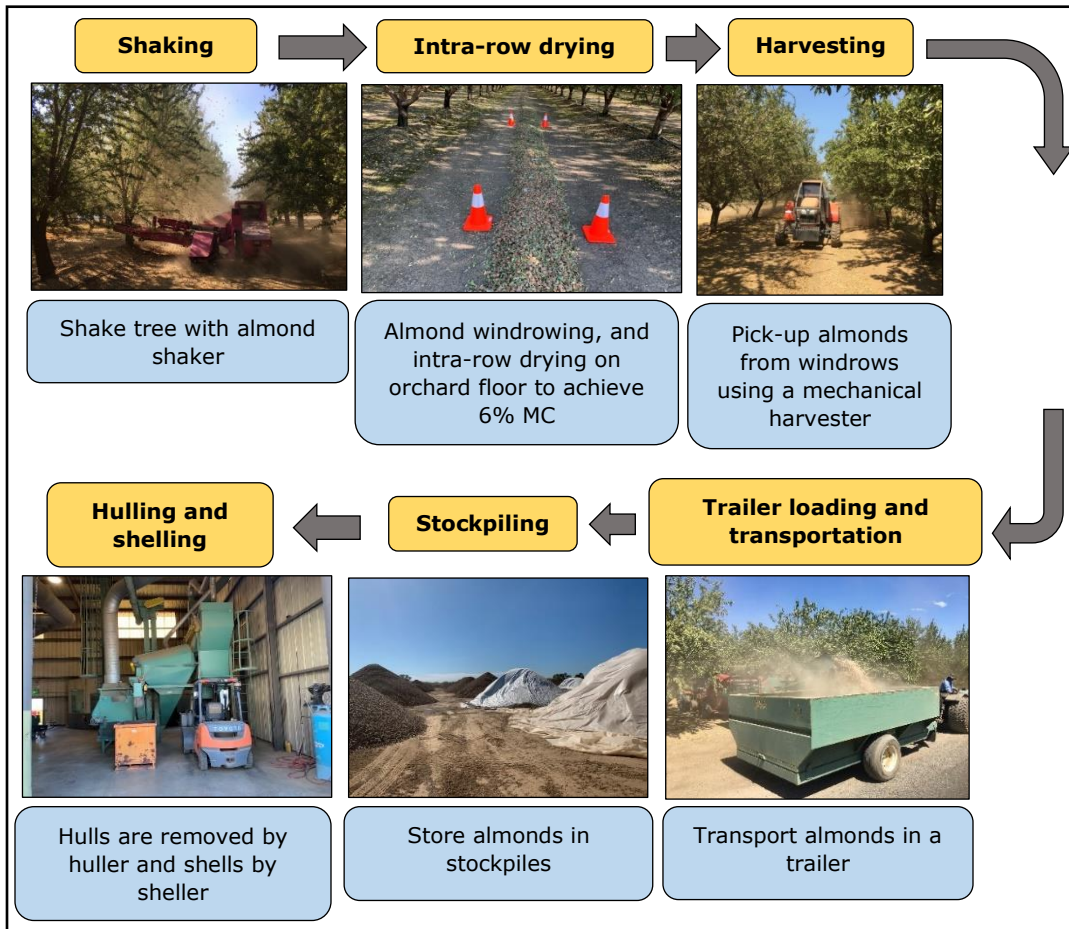 Shaking
Intra-row drying
Harvesting
Shake tree with almond
shaker
Almond windrowing, and
intra-row drying on
orchard floor to achieve
6% MC
Pick-up almonds
from windrows
using a mechanical
harvester
Trailer loading and
transportation
Stockpiling
Hulling and
shelling
Transport almonds in a
trailer
Store almonds in
stockpiles
Hulls are removed by
huller and shells by
sheller
TOYOTA